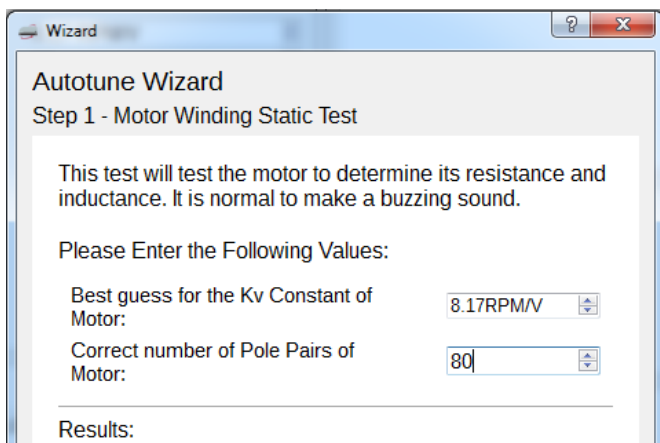 Wizard
Autotune Wizard
Step 1 - Motor Winding Static Test
This test will test the motor to determine its resistance and
inductance. It is normal to make a buzzing sound.
Please Enter the Following Values:
Best guess for the Kv Constant of
Motor:
8.17RPM/V
Correct number of Pole Pairs of
Motor:
80
Results: